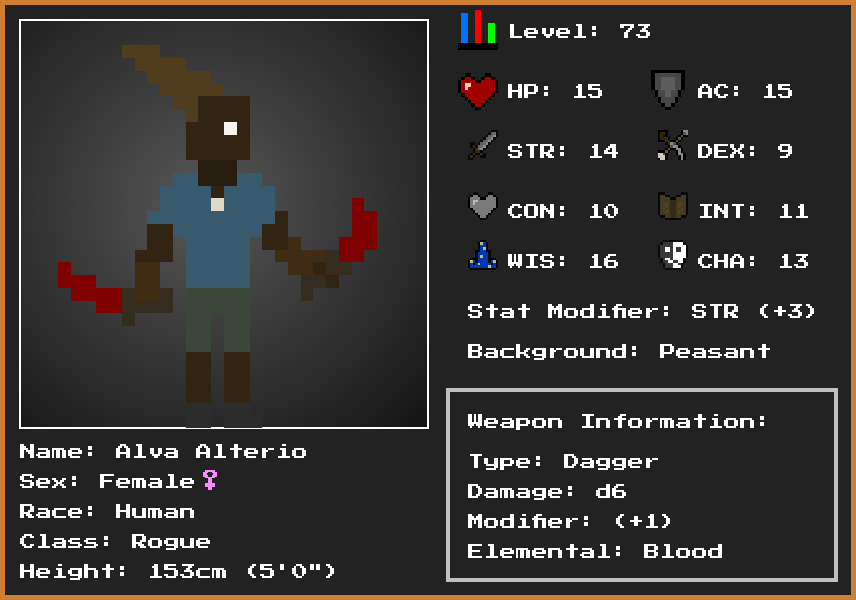 Level: 73
HP: 15
AC: 15
STR: 14
DEX: 9
CON: 10
INT: 11
WIS: 16
CHA: 13
Stat Modifier: STR (+3)
Background: Peasant
Weapon Information:
Type: Dagger
Damage: d6
Modifier: (+1)
Elemental: Blood
Name: Alva Alterio
Sex: Female♀
Race: Human
Class: Rogue
Height: 153cm (5'0")